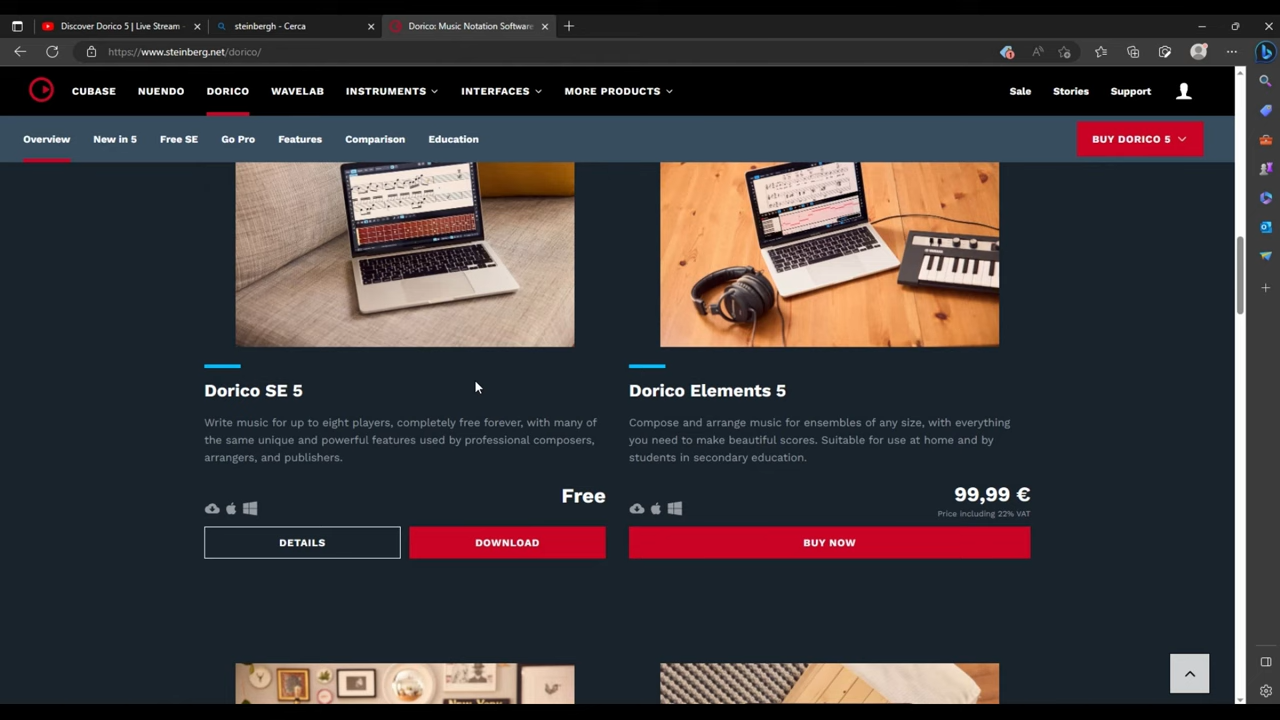 Discover Dorico 5 | Live Stream -
steinbergh - Cerca
Dorico: Music Notation Software
https://www.steinberg.net/dorico/
CUBASE NUENDO DORICO WAVELAB INSTRUMENTS INTERFACES MORE PRODUCTS Sale Stories Support
Overview New in 5 Free SE Go Pro Features Comparison Education BUY DORICO 5
Dorico SE 5
Write music for up to eight players, completely free forever, with many of
the same unique and powerful features used by professional composers,
arrangers, and publishers.
Free
DETAILS DOWNLOAD
Dorico Elements 5
Compose and arrange music for ensembles of any size, with everything
you need to make beautiful scores. Suitable for use at home and by
students in secondary education.
99,99 €
Price including 22% VAT
BUY NOW